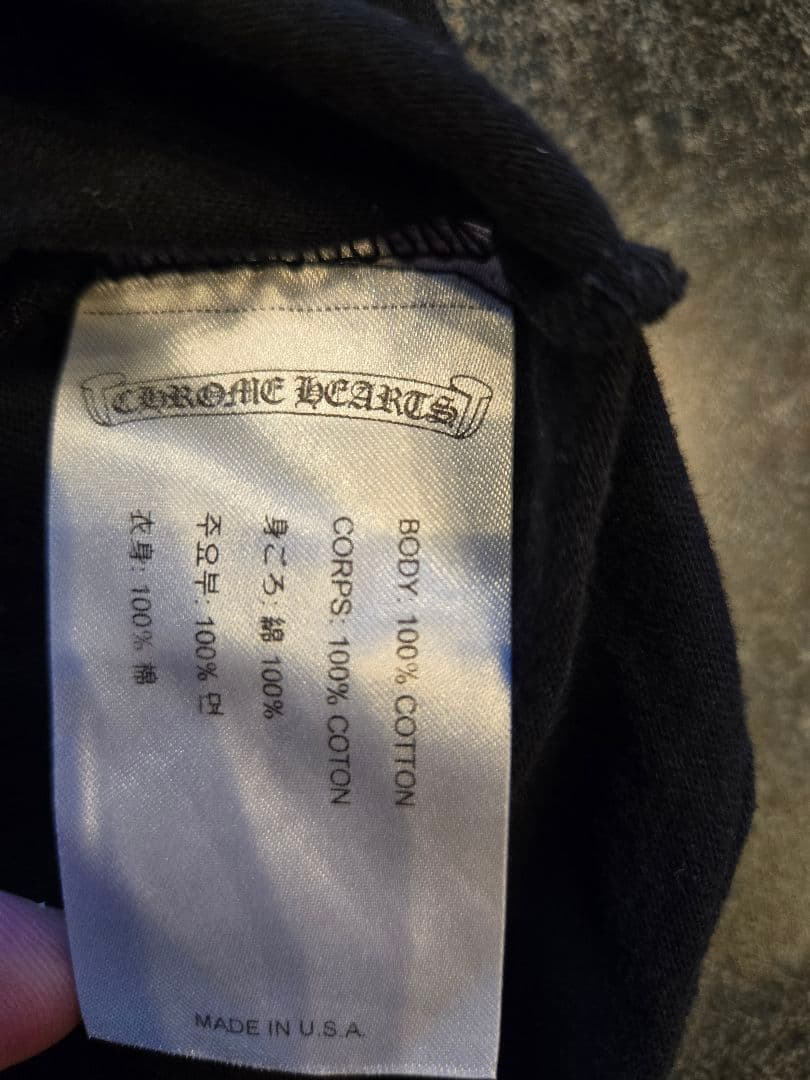 CHROME HEARTS
BODY: 100% COTTON
CORPS: 100% COTON
身ごろ: 綿 100%
주요부: 100% 면
衣身: 100% 棉
MADE IN U.S.A.